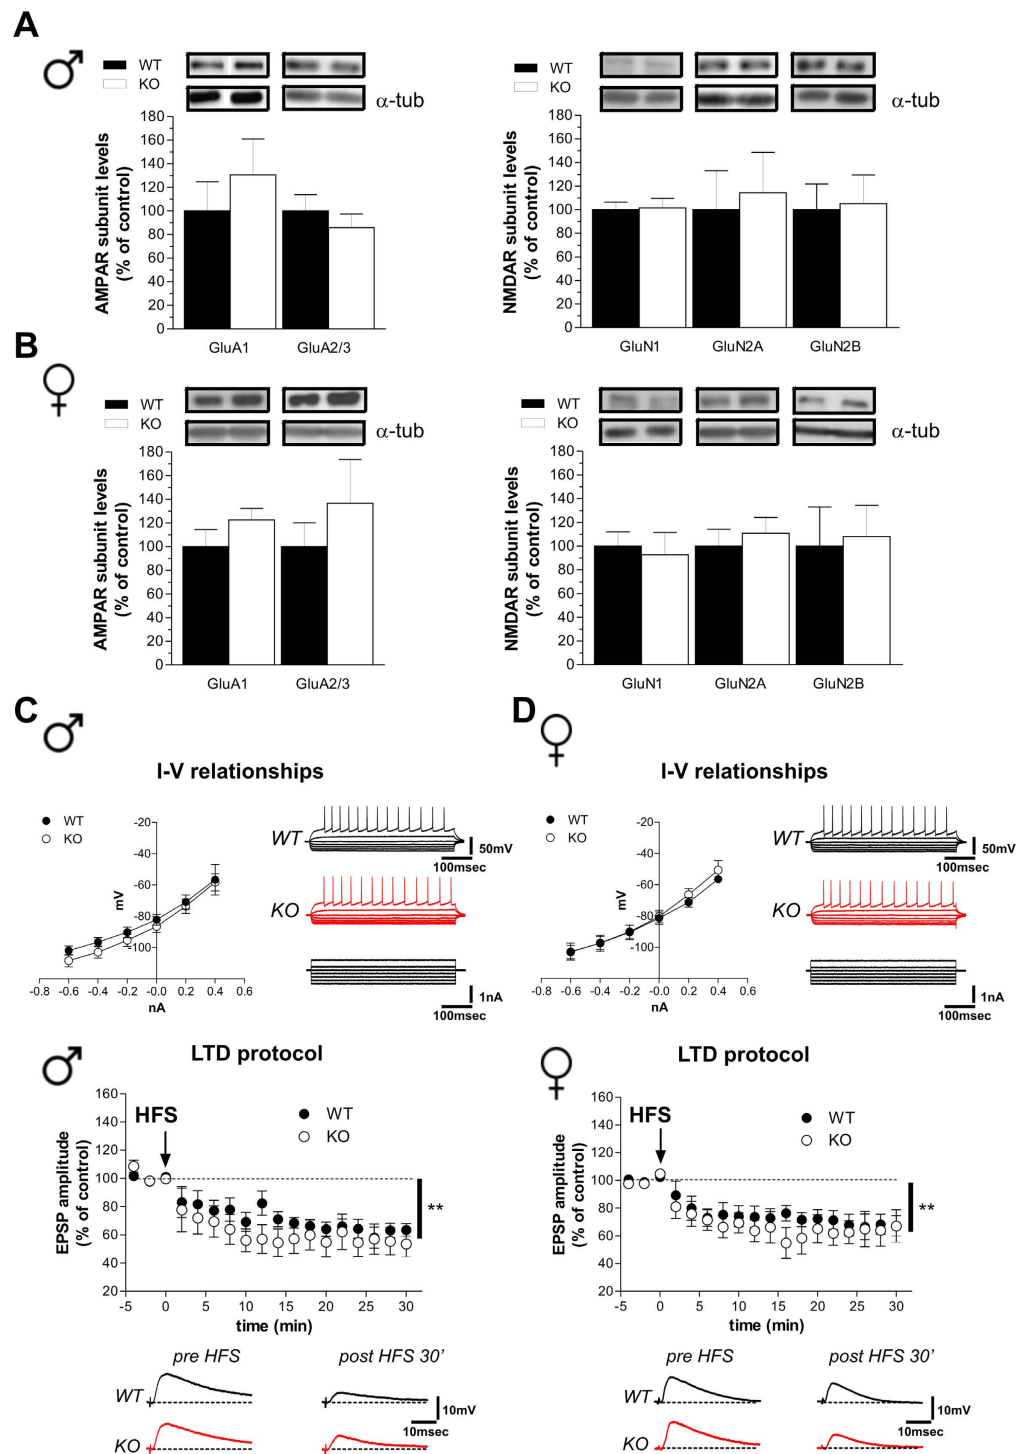 A
♂
WT
KO
α-tub
AMPAR subunit levels
(% of control)
180
160
140
120
100
80
60
40
20
0
GluA1 GluA2/3
WT
KO
α-tub
NMDAR subunit levels
(% of control)
180
160
140
120
100
80
60
40
20
0
GluN1 GluN2A GluN2B
B
♀
WT
KO
α-tub
AMPAR subunit levels
(% of control)
180
160
140
120
100
80
60
40
20
0
GluA1 GluA2/3
WT
KO
α-tub
NMDAR subunit levels
(% of control)
180
160
140
120
100
80
60
40
20
0
GluN1 GluN2A GluN2B
C
♂
I-V relationships
WT
KO
-20
-40
-60
-80
-100
mV
-0.8 -0.6 -0.4 -0.2 -0.0 0.2 0.4 0.6
nA
WT
50mV
100msec
KO
1nA
100msec
D
♀
I-V relationships
WT
KO
-20
-40
-60
-80
-100
mV
-0.8 -0.6 -0.4 -0.2 -0.0 0.2 0.4 0.6
nA
WT
50mV
100msec
KO
1nA
100msec
♂
LTD protocol
HFS
WT
KO
EPSP amplitude
(% of control)
160
140
120
100
80
60
40
20
**
-5 0 5 10 15 20 25 30
time (min)
pre HFS post HFS 30'
WT
10mV
10msec
KO
♀
LTD protocol
HFS
WT
KO
EPSP amplitude
(% of control)
160
140
120
100
80
60
40
20
**
-5 0 5 10 15 20 25 30
time (min)
pre HFS post HFS 30'
WT
10mV
10msec
KO